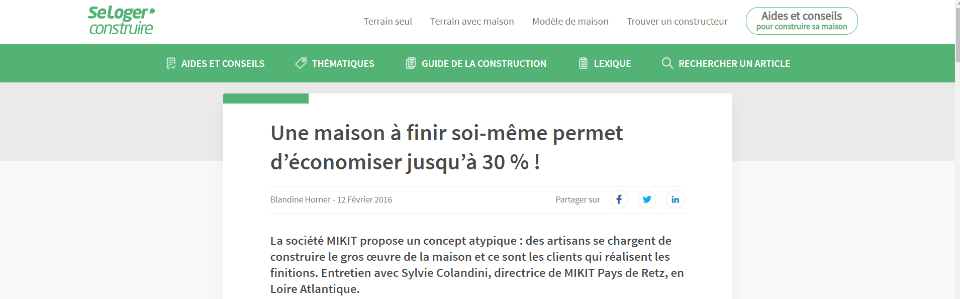 SeLoger
construire
Terrain seul
Terrain avec maison
Modèle de maison
Trouver un constructeur
Aides et conseils
pour construire sa maison
AIDES ET CONSEILS
THÉMATIQUES
GUIDE DE LA CONSTRUCTION
LEXIQUE
RECHERCHER UN ARTICLE
Une maison à finir soi-même permet
d’économiser jusqu’à 30 % !
Blandine Horner - 12 Février 2016
Partager sur
La société MIKIT propose un concept atypique : des artisans se chargent de
construire le gros œuvre de la maison et ce sont les clients qui réalisent les
finitions. Entretien avec Sylvie Colandini, directrice de MIKIT Pays de Retz, en
Loire Atlantique.